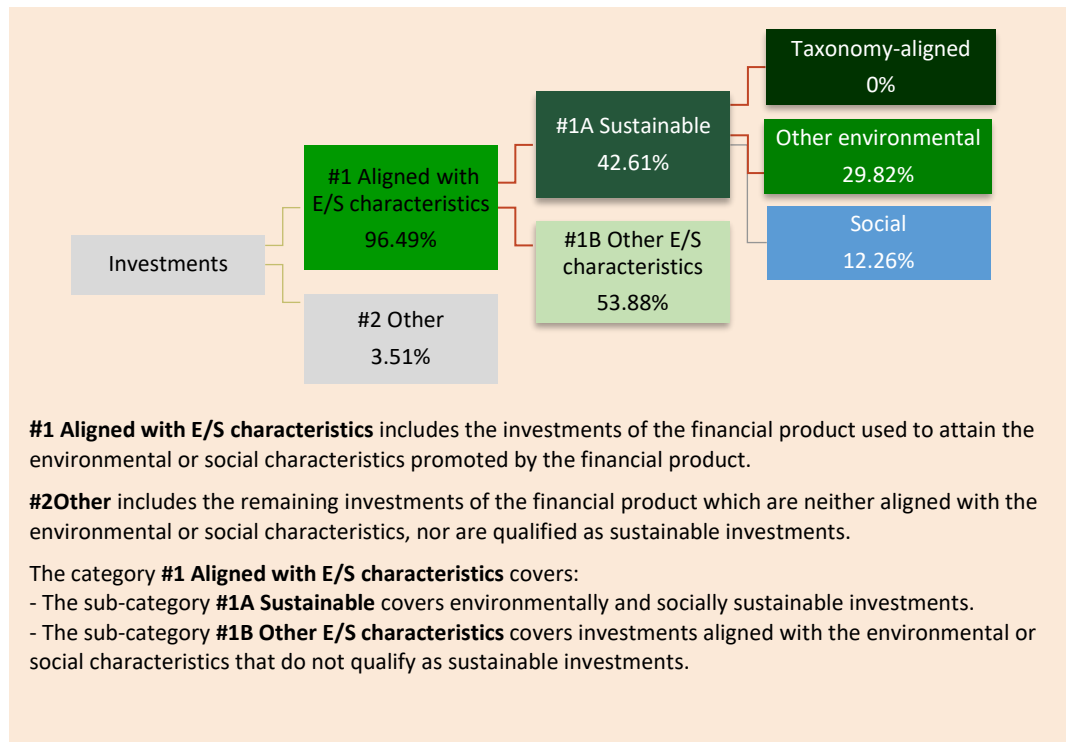 Taxonomy-aligned
0%
#1A Sustainable
42.61%
Other environmental
29.82%
#1 Aligned with
E/S characteristics
96.49%
Social
12.26%
#1B Other E/S
characteristics
53.88%
Investments
#2 Other
3.51%
#1 Aligned with E/S characteristics includes the investments of the financial product used to attain the
environmental or social characteristics promoted by the financial product.
#2Other includes the remaining investments of the financial product which are neither aligned with the
environmental or social characteristics, nor are qualified as sustainable investments.
The category #1 Aligned with E/S characteristics covers:
- The sub-category #1A Sustainable covers environmentally and socially sustainable investments.
- The sub-category #1B Other E/S characteristics covers investments aligned with the environmental or
social characteristics that do not qualify as sustainable investments.